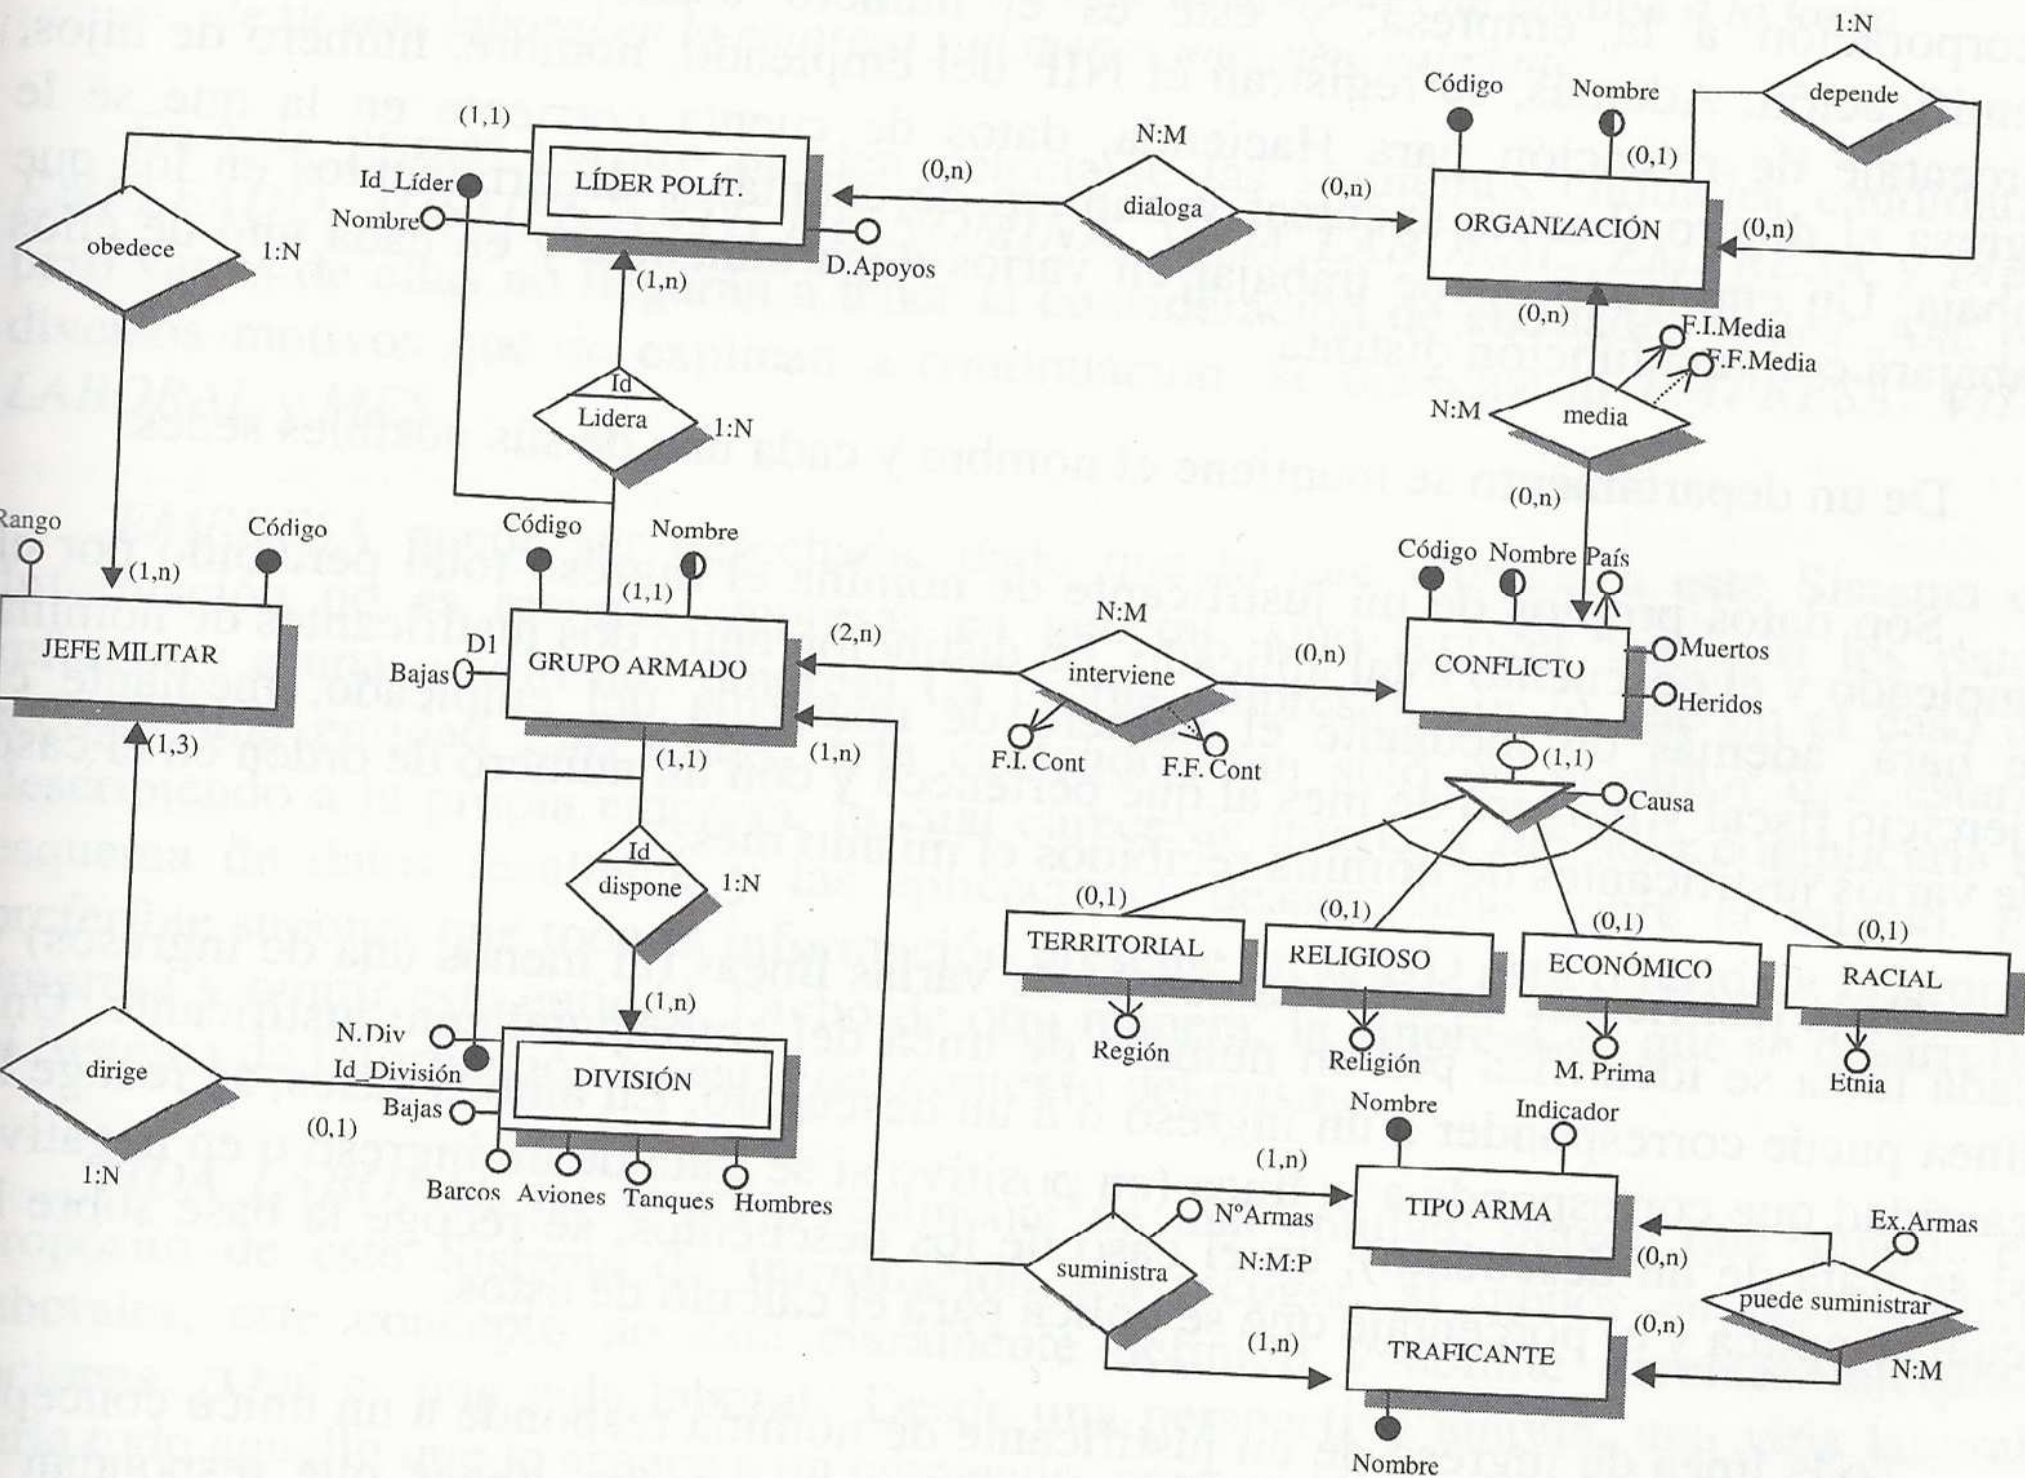 1:N
depende
Código
Nombre
(0,1)
ORGANIZACIÓN
(0,n)
(1,1)
LÍDER POLÍT.
Id_Líder
Nombre
D.Apoyos
(0,n)
N:M
dialoga
(0,n)
obedece
1:N
(1,n)
Id
Lidera
1:N
(0,n)
F.I.Media
F.F.Media
N:M
media
(0,n)
Rango
Código
(1,n)
JEFE MILITAR
(1,3)
Código
Nombre
(1,1)
D1
Bajas
GRUPO ARMADO
(1,1)
(2,n)
N:M
interviene
(0,n)
F.I. Cont
F.F. Cont
(1,n)
Código
Nombre
País
CONFLICTO
Muertos
Heridos
(1,1)
Causa
Id
dispone
1:N
(1,n)
(0,1)
TERRITORIAL
Región
(0,1)
RELIGIOSO
Religión
(0,1)
ECONÓMICO
M. Prima
(0,1)
RACIAL
Etnia
dirige
1:N
(0,1)
N.Div
Id_División
Bajas
DIVISIÓN
Barcos
Aviones
Tanques
Hombres
Nombre
Indicador
(1,n)
TIPO ARMA
NºArmas
suministra
N:M:P
(1,n)
(0,n)
Ex.Armas
puede suministrar
(0,n)
N:M
TRAFICANTE
Nombre